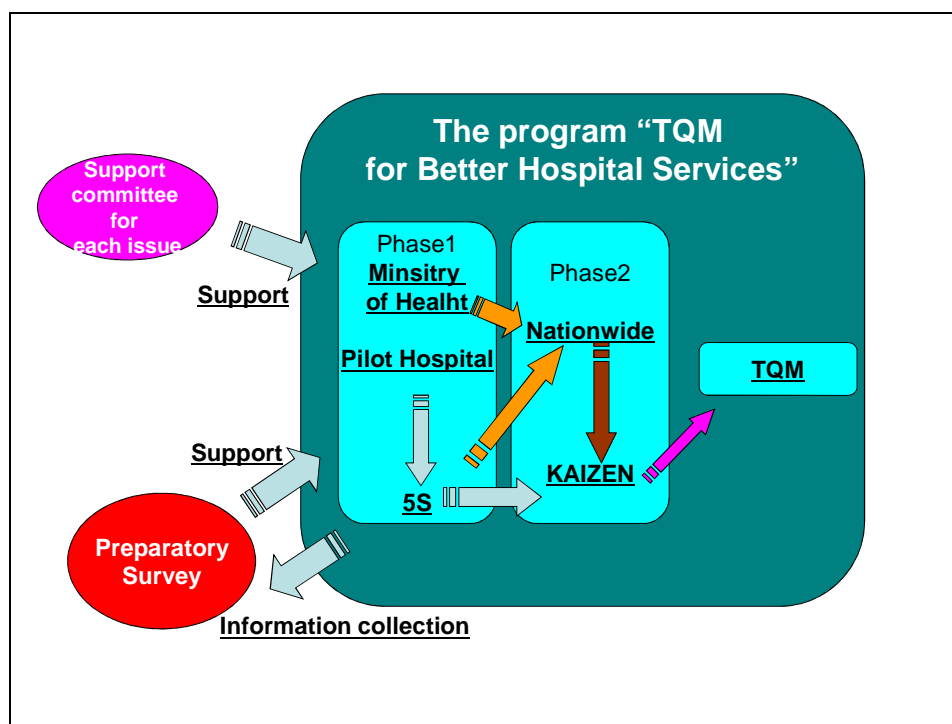 The program “TQM
for Better Hospital Services”
Support
committee
for
each issue
Support
Phase1
Minsitry
of Healht
Pilot Hospital
5S
Phase2
Nationwide
KAIZEN
TQM
Support
Preparatory
Survey
Information collection